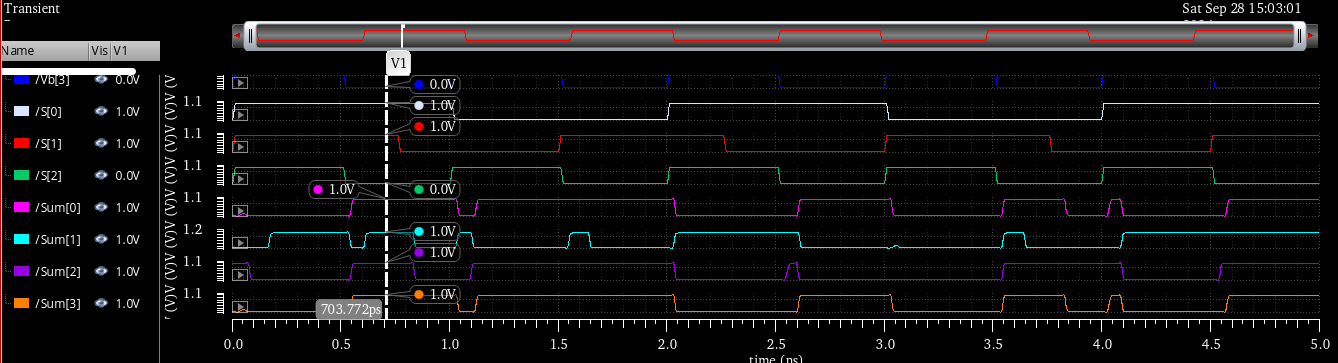 Transient
Sat Sep 28 15:03:01
Name Vis V1
V1
/Vb[3] 0.0V 0.0V
/S[0] 1.0V 1.1 1.0V
/S[1] 1.0V 1.1 1.0V
/S[2] 0.0V 1.1 1.0V 0.0V
/Sum[0] 1.0V 1.1
/Sum[1] 1.0V 1.2 1.0V
/Sum[2] 1.0V 1.1 1.0V
/Sum[3] 1.0V 1.1 1.0V
703.772ps
V (V) V (V) V (V) V (V) V (V) V (V) V (V)
0.0 0.5 1.0 1.5 2.0 2.5 3.0 3.5 4.0 4.5 5.0
time (ns)